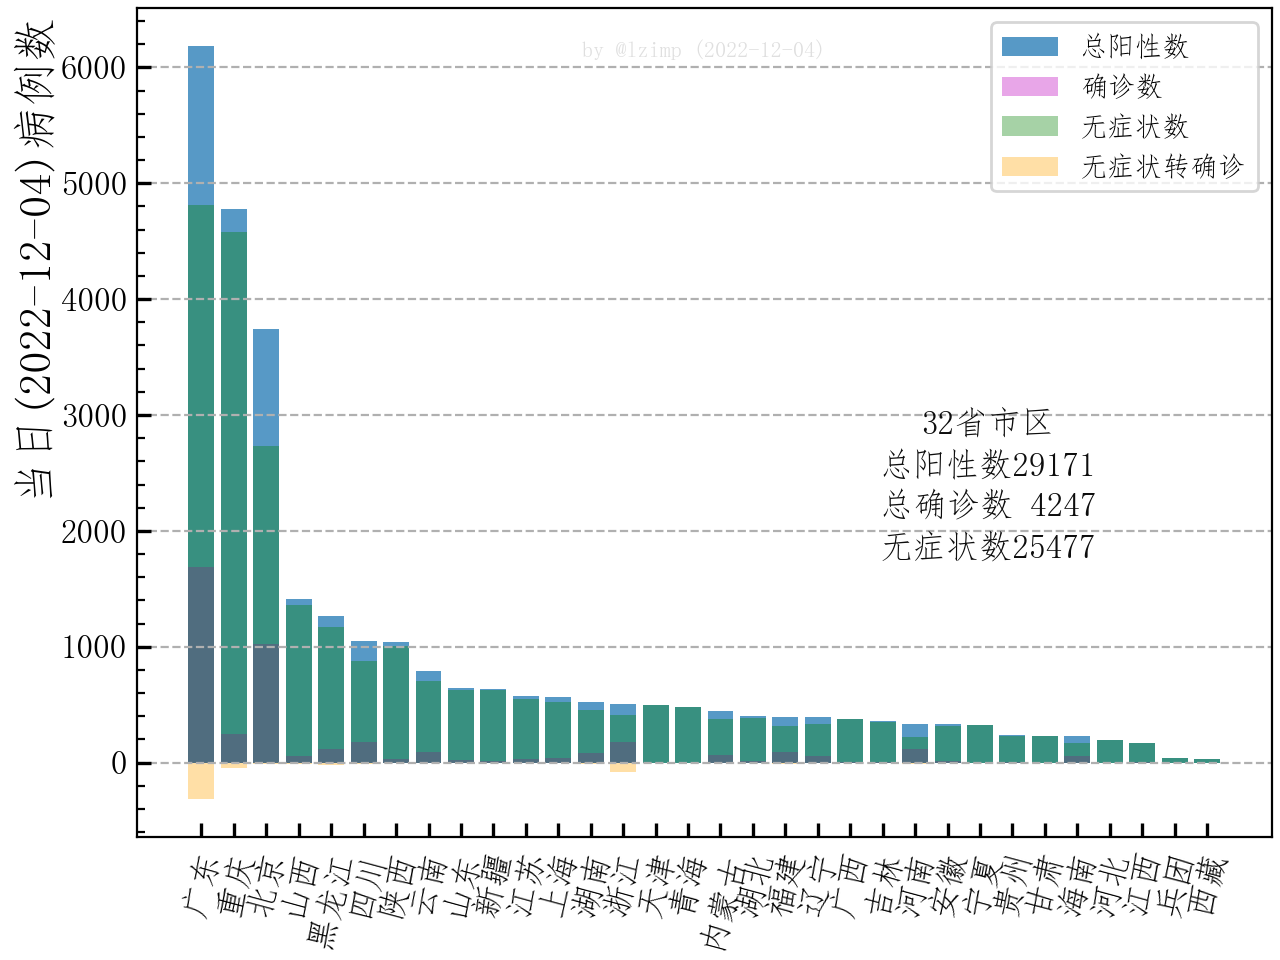 当日(2022-12-04)病例数
6000
5000
4000
3000
2000
1000
0
by @lzimp (2022-12-04)
总阳性数
确诊数
无症状数
无症状转确诊
32省市区
总阳性数29171
总确诊数 4247
无症状数25477
广东
重庆
北京
山西
黑龙江
四川
陕西
云南
山东
新疆
江苏
上海
湖南
浙江
天津
青海
内蒙古
湖北
福建
辽宁
广西
吉林
河南
安徽
宁夏
贵州
甘肃
海南
河北
江西
兵团
西藏